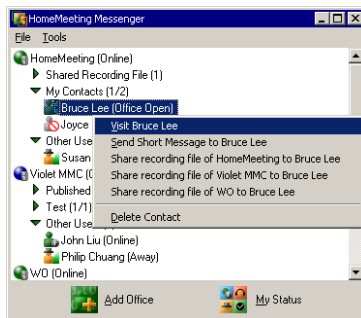 HomeMeeting Messenger
File Tools
HomeMeeting (Online)
Shared Recording File (1)
My Contacts (1/2)
Bruce Lee (Office Open)
Joyce
Visit Bruce Lee
Send Short Message to Bruce Lee
Other Use
Share recording file of HomeMeeting to Bruce Lee
Susan
Share recording file of Violet MMC to Bruce Lee
Violet MMC (
Share recording file of WO to Bruce Lee
Published
Test (1/1)
Delete Contact
Other Use
John Liu (Online)
Philip Chuang (Away)
WO (Online)
Add Office My Status